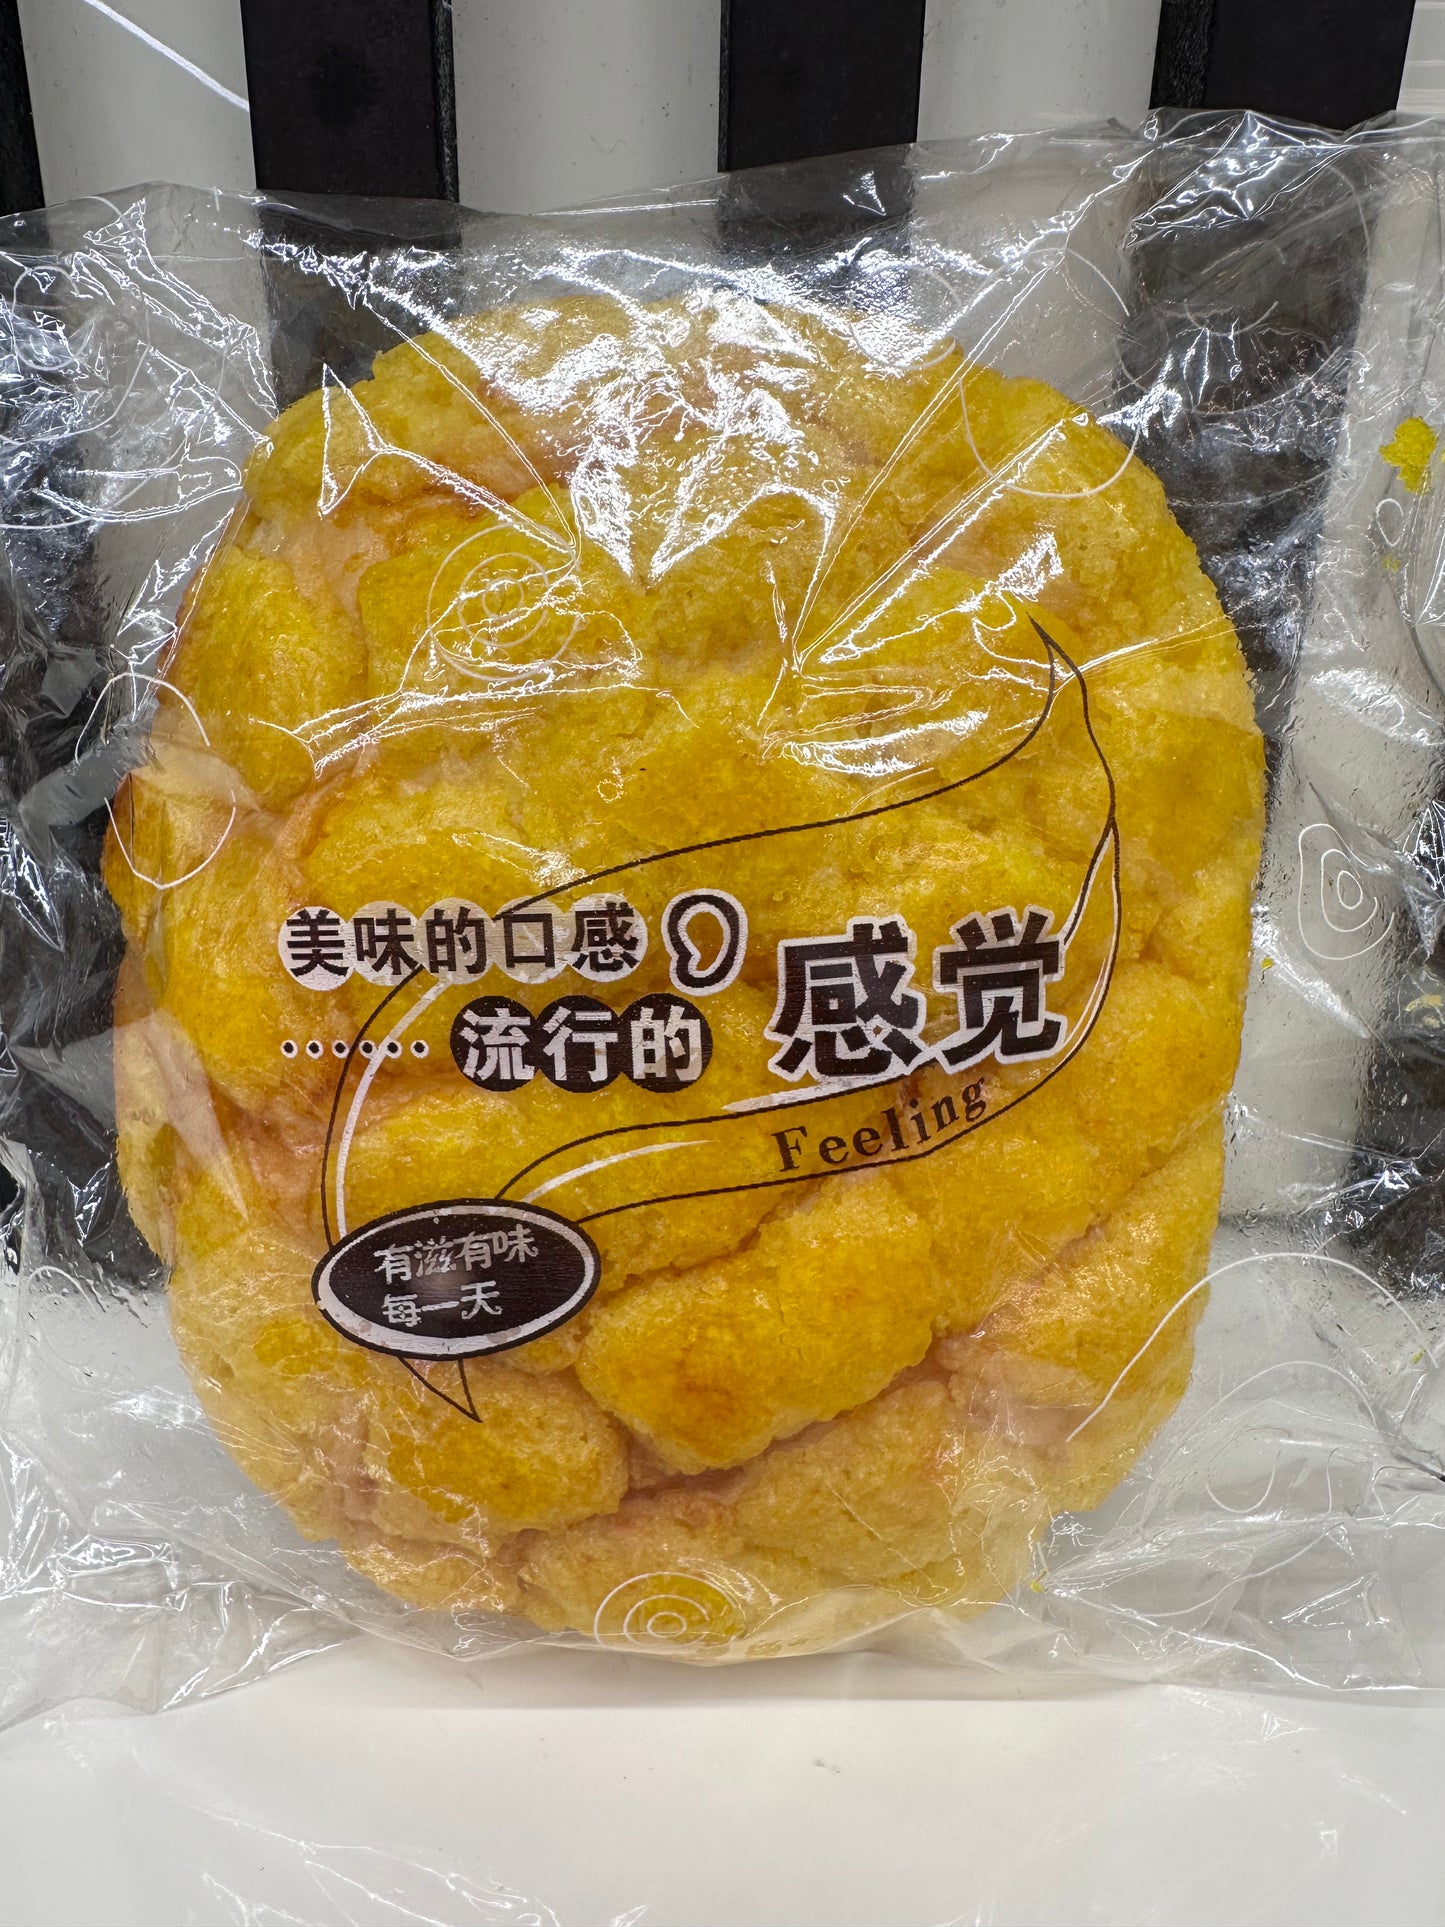 美味的口感
······流行的
感觉
Feeling
有滋有味
每一天